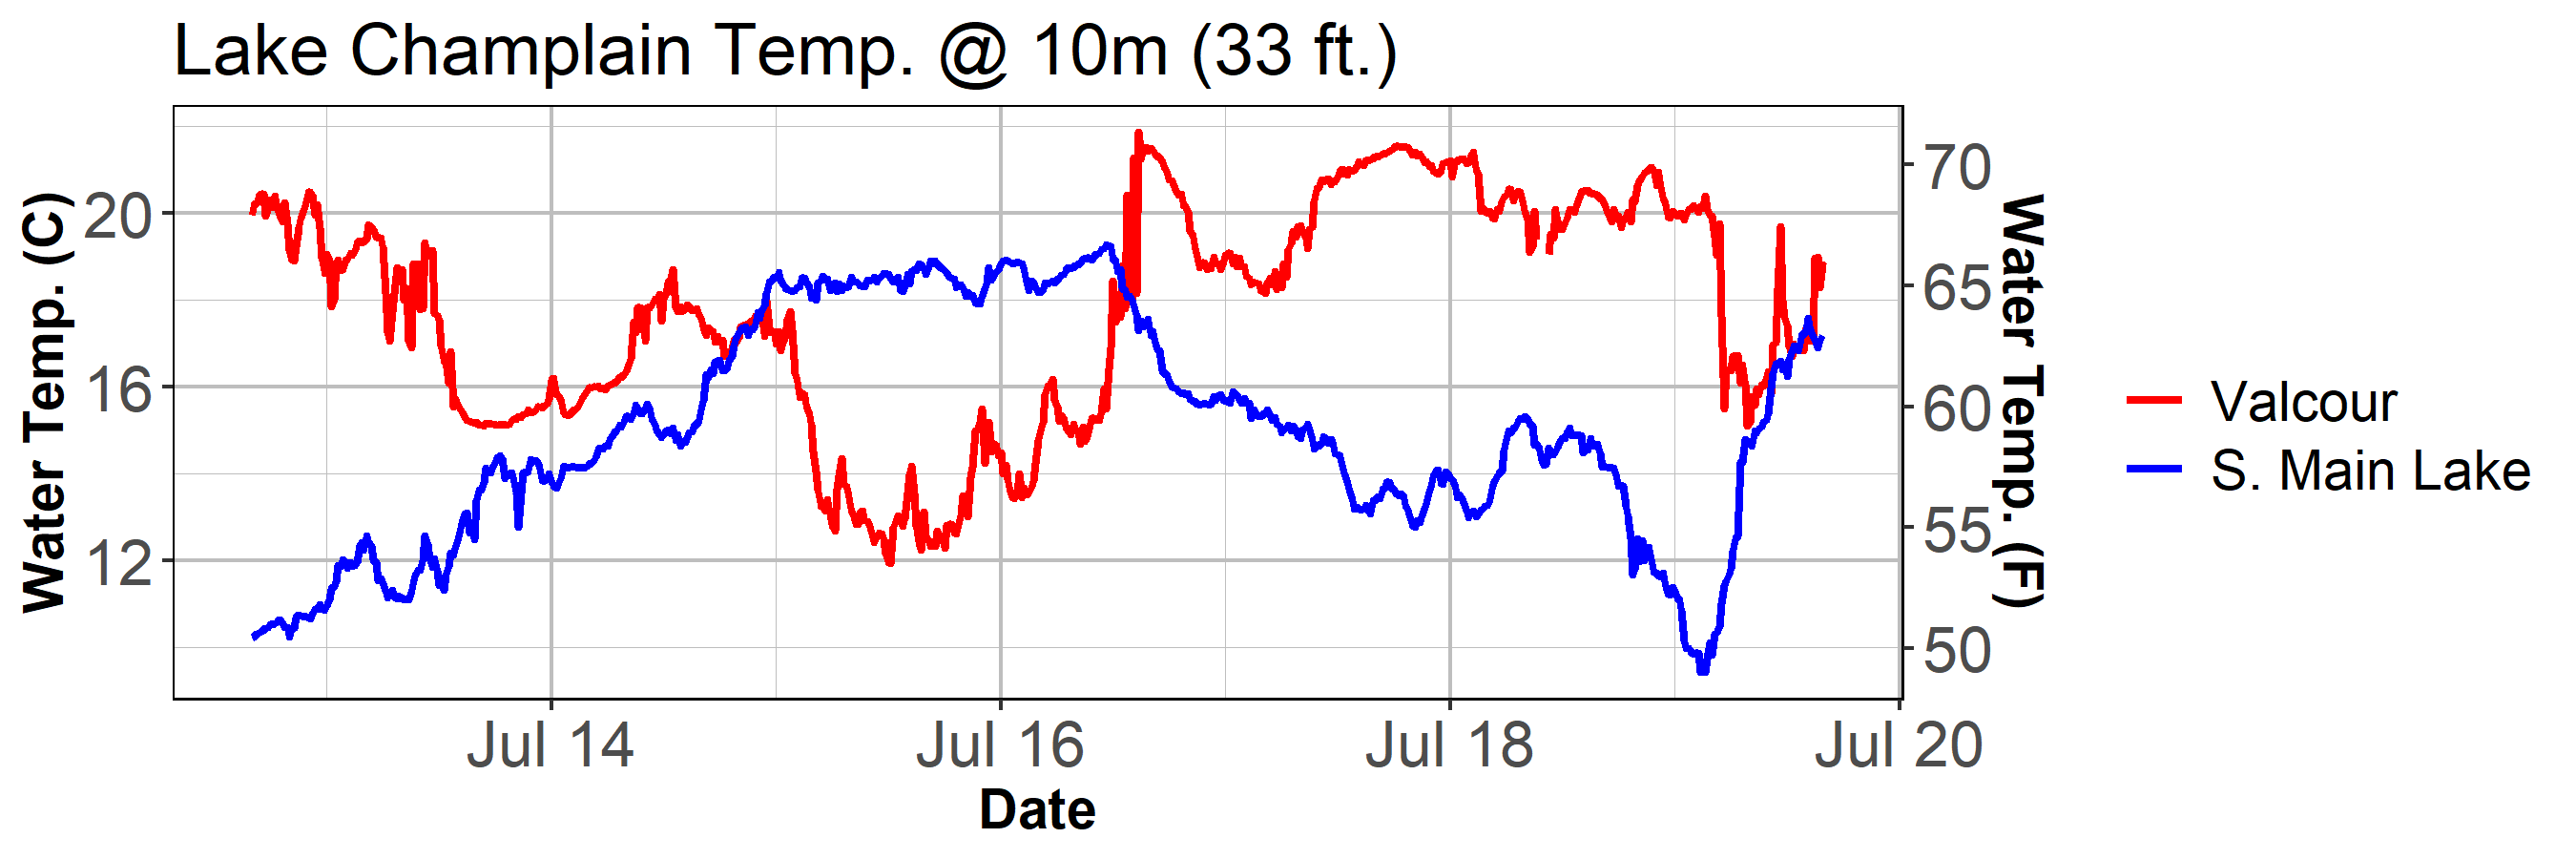 Lake Champlain Temp. @ 10m (33 ft.)
Water Temp. (C)
20
16
12
70
65
60
55
50
Water Temp. (F)
Jul 14
Jul 16
Jul 18
Jul 20
Date
Valcour
S. Main Lake